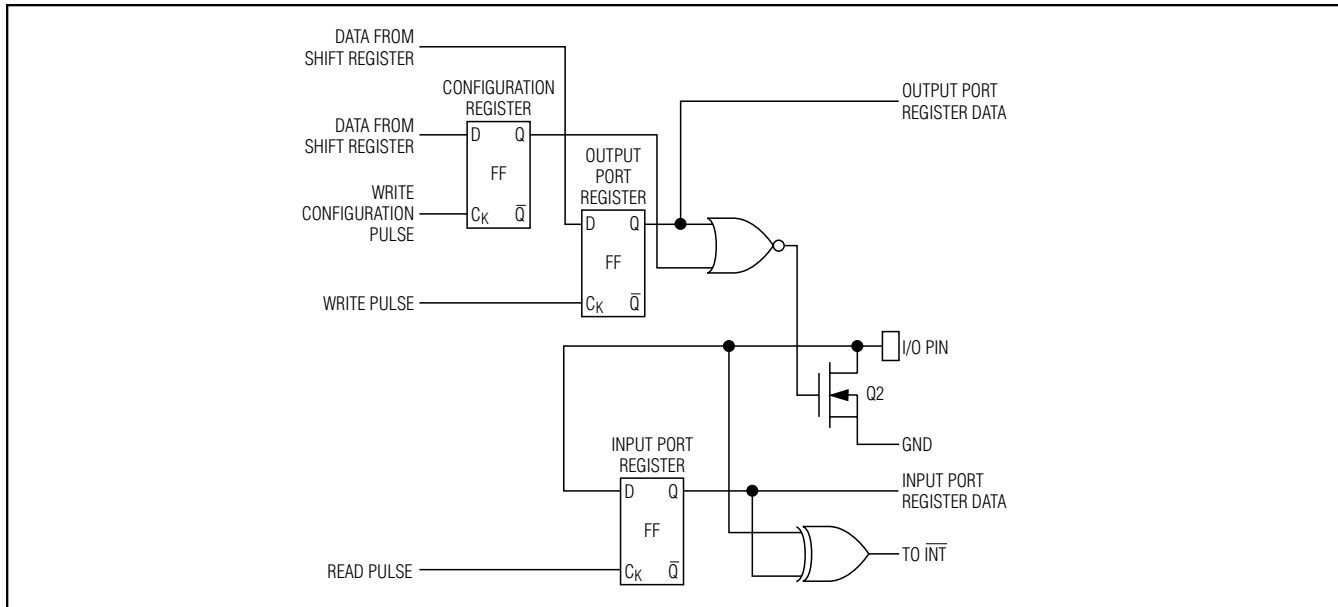 DATA FROM
SHIFT REGISTER
CONFIGURATION
REGISTER
OUTPUT PORT
REGISTER DATA
DATA FROM
SHIFT REGISTER
D Q
FF
CK Q̅
OUTPUT
PORT
REGISTER
WRITE
CONFIGURATION
PULSE
D Q
FF
CK Q̅
WRITE PULSE
I/O PIN
Q2
GND
INPUT PORT
REGISTER
D Q
FF
CK Q̅
INPUT PORT
REGISTER DATA
TO I̅N̅T̅
READ PULSE